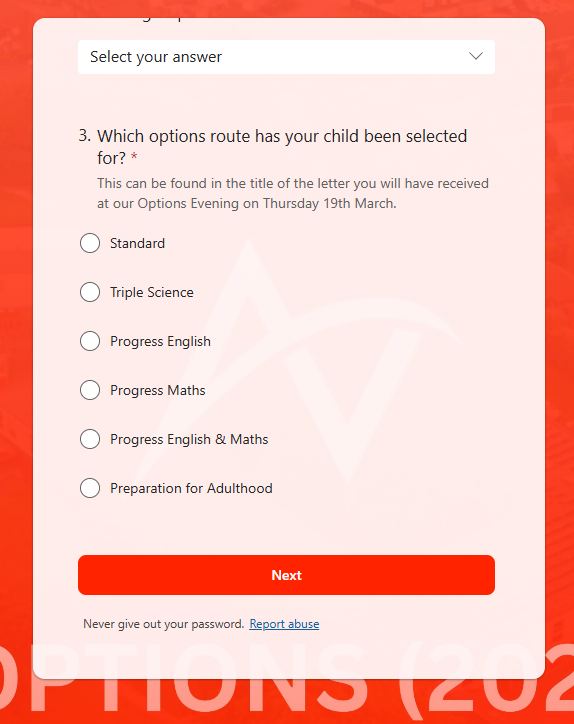 Select your answer
3. Which options route has your child been selected
for? *
This can be found in the title of the letter you will have received
at our Options Evening on Thursday 19th March.
Standard
Triple Science
Progress English
Progress Maths
Progress English & Maths
Preparation for Adulthood
Next
Never give out your password. Report abuse
OPTIONS (202